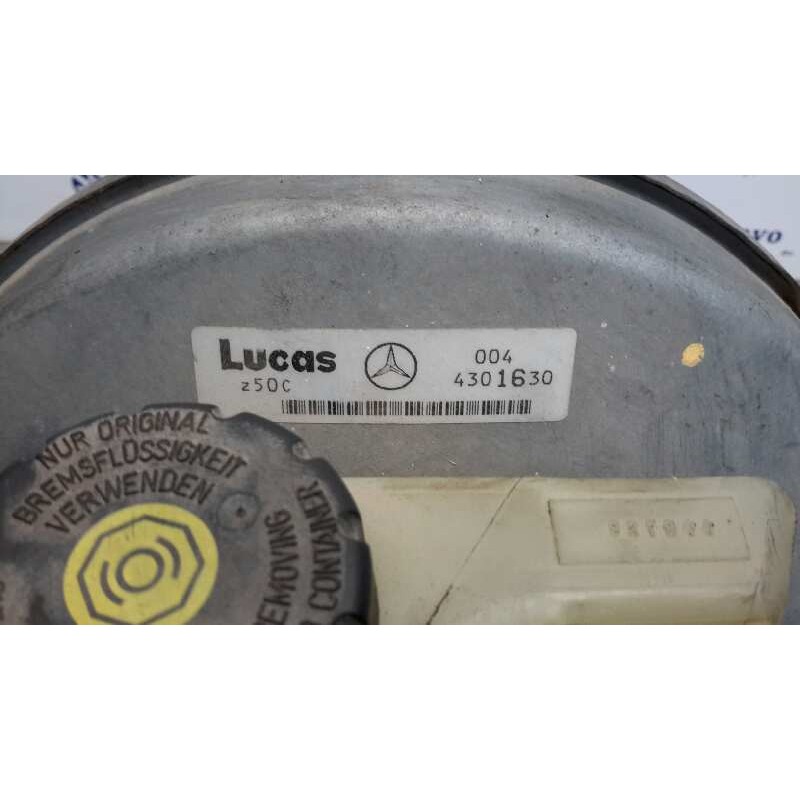 Lucas
z50C
004
4301630
NUR ORIGINAL
BREMSFLÜSSIGKEIT
VERWENDEN
REMOVING
CONTAINER